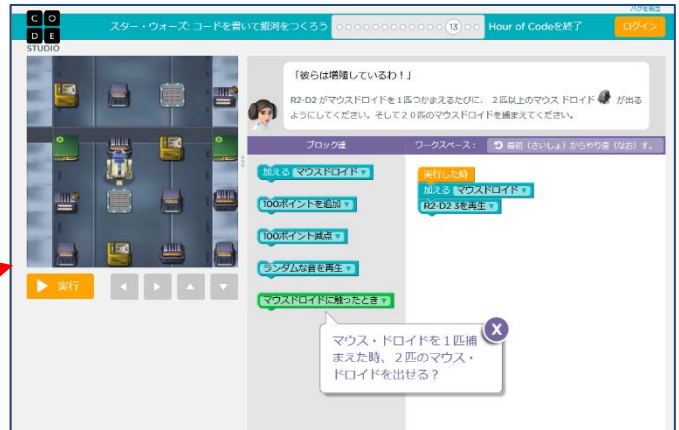 バグを報告
C O
D E
STUDIO
スター・ウォーズ: コードを書いて銀河をつくろう
13
Hour of Codeを終了
ログイン
「彼らは増殖しているわ！」
R2-D2 がマウスドロイドを１匹つかまえるたびに、 ２匹以上のマウス ドロイド が出る
ようにしてください。そして２０匹のマウスドロイドを捕まえてください。
ブロック達
ワークスペース :
最初（さいしょ）からやり直（なお）す。
加える マウスドロイド
100ポイントを追加
100ポイント減点
ランダムな音を再生
マウスドロイドに触ったとき
実行した時
加える マウスドロイド
R2-D2 3を再生
実行
マウス・ドロイドを１匹捕
まえた時、２匹のマウス・
ドロイドを出せる？
X